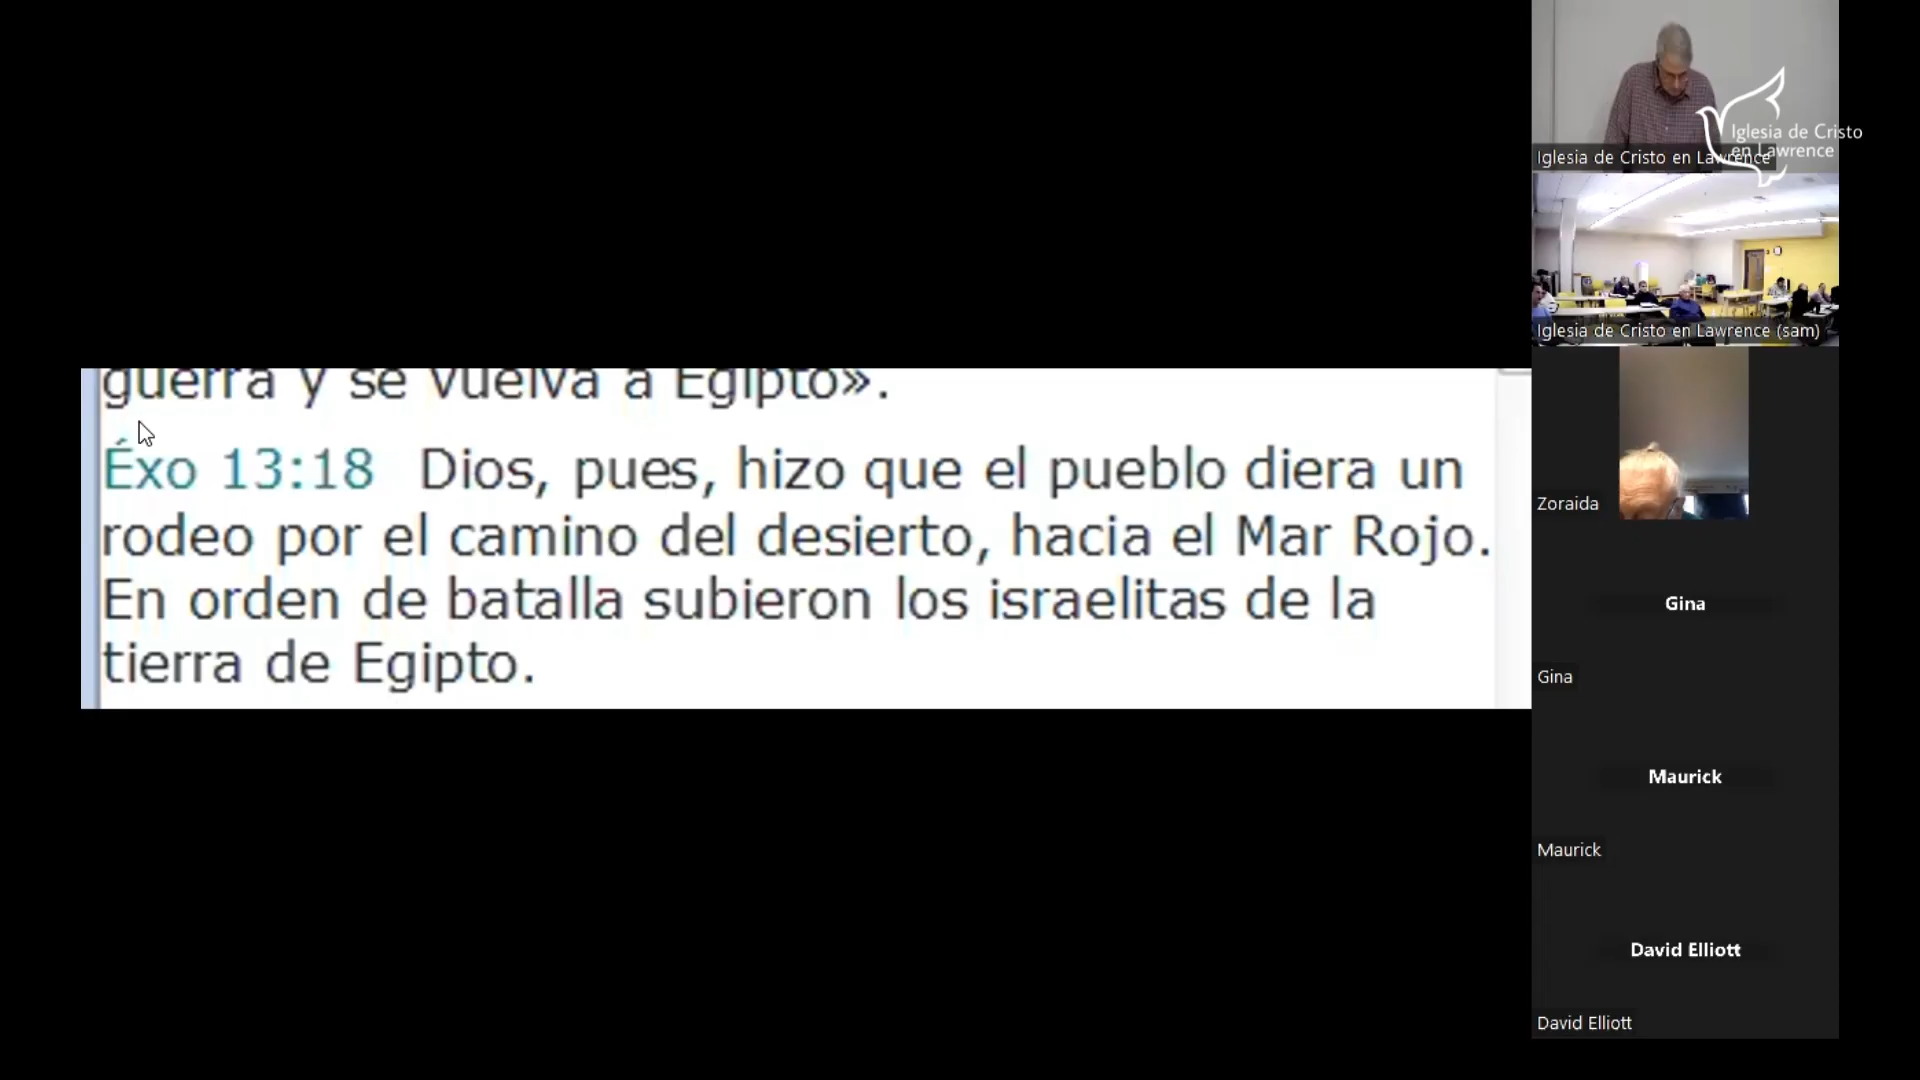 guerra y se vuelva a Egipto».
Éxo 13:18 Dios, pues, hizo que el pueblo diera un
rodeo por el camino del desierto, hacia el Mar Rojo.
En orden de batalla subieron los israelitas de la
tierra de Egipto.
Iglesia de Cristo
en Lawrence
Iglesia de Cristo en Lawrence
Iglesia de Cristo en Lawrence (sam)
Zoraida
Gina
Gina
Maurick
Maurick
David Elliott
David Elliott